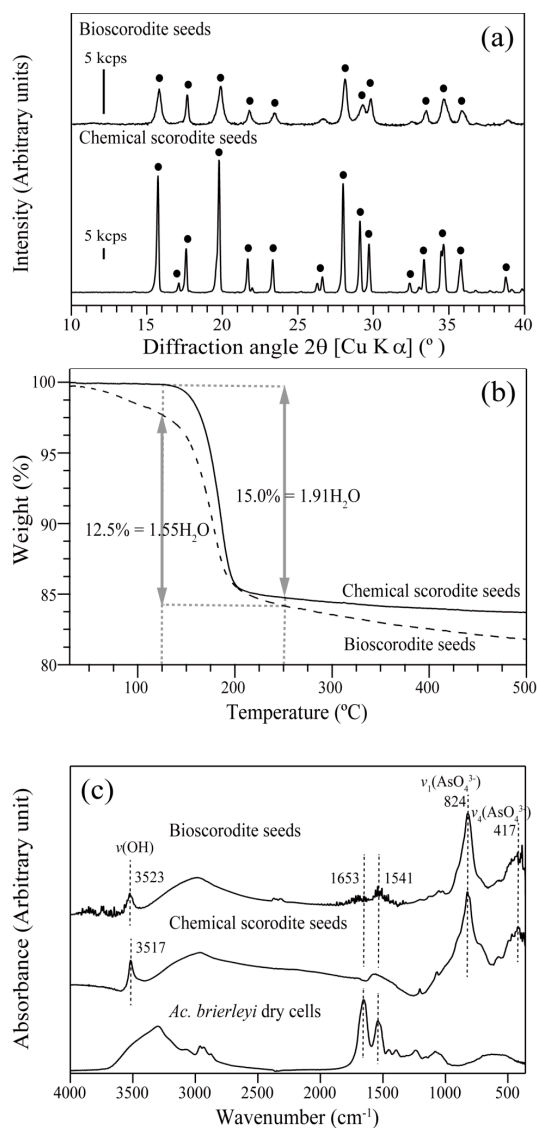 Bioscorodite seeds
(a)
5 kcps
Chemical scorodite seeds
5 kcps
Intensity (Arbitrary units)
10 15 20 25 30 35 40
Diffraction angle 2θ [Cu K α] (º )
(b)
100
95
90
85
80
Weight (%)
15.0% = 1.91H₂O
12.5% = 1.55H₂O
Chemical scorodite seeds
Bioscorodite seeds
100 200 300 400 500
Temperature (ºC)
(c)
ν₁(AsO₄³⁻)
824
ν₄(AsO₄³⁻)
417
Bioscorodite seeds
ν(OH)
3523
1653 1541
Chemical scorodite seeds
3517
Ac. brierleyi dry cells
Absorbance (Arbitrary unit)
4000 3500 3000 2000 1500 1000 500
Wavenumber (cm⁻¹)